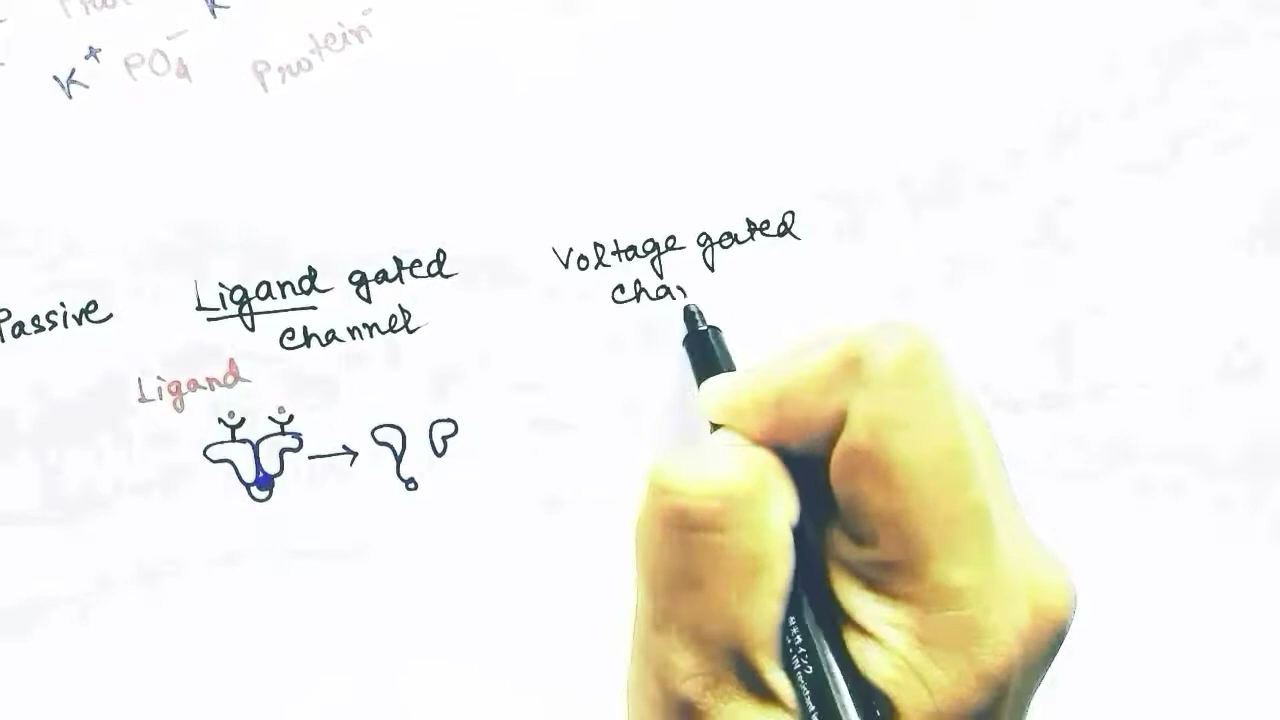 K⁺ PO₄⁻ Protein⁻
Passive
Ligand gated
channel
Voltage gated
cha
Ligand